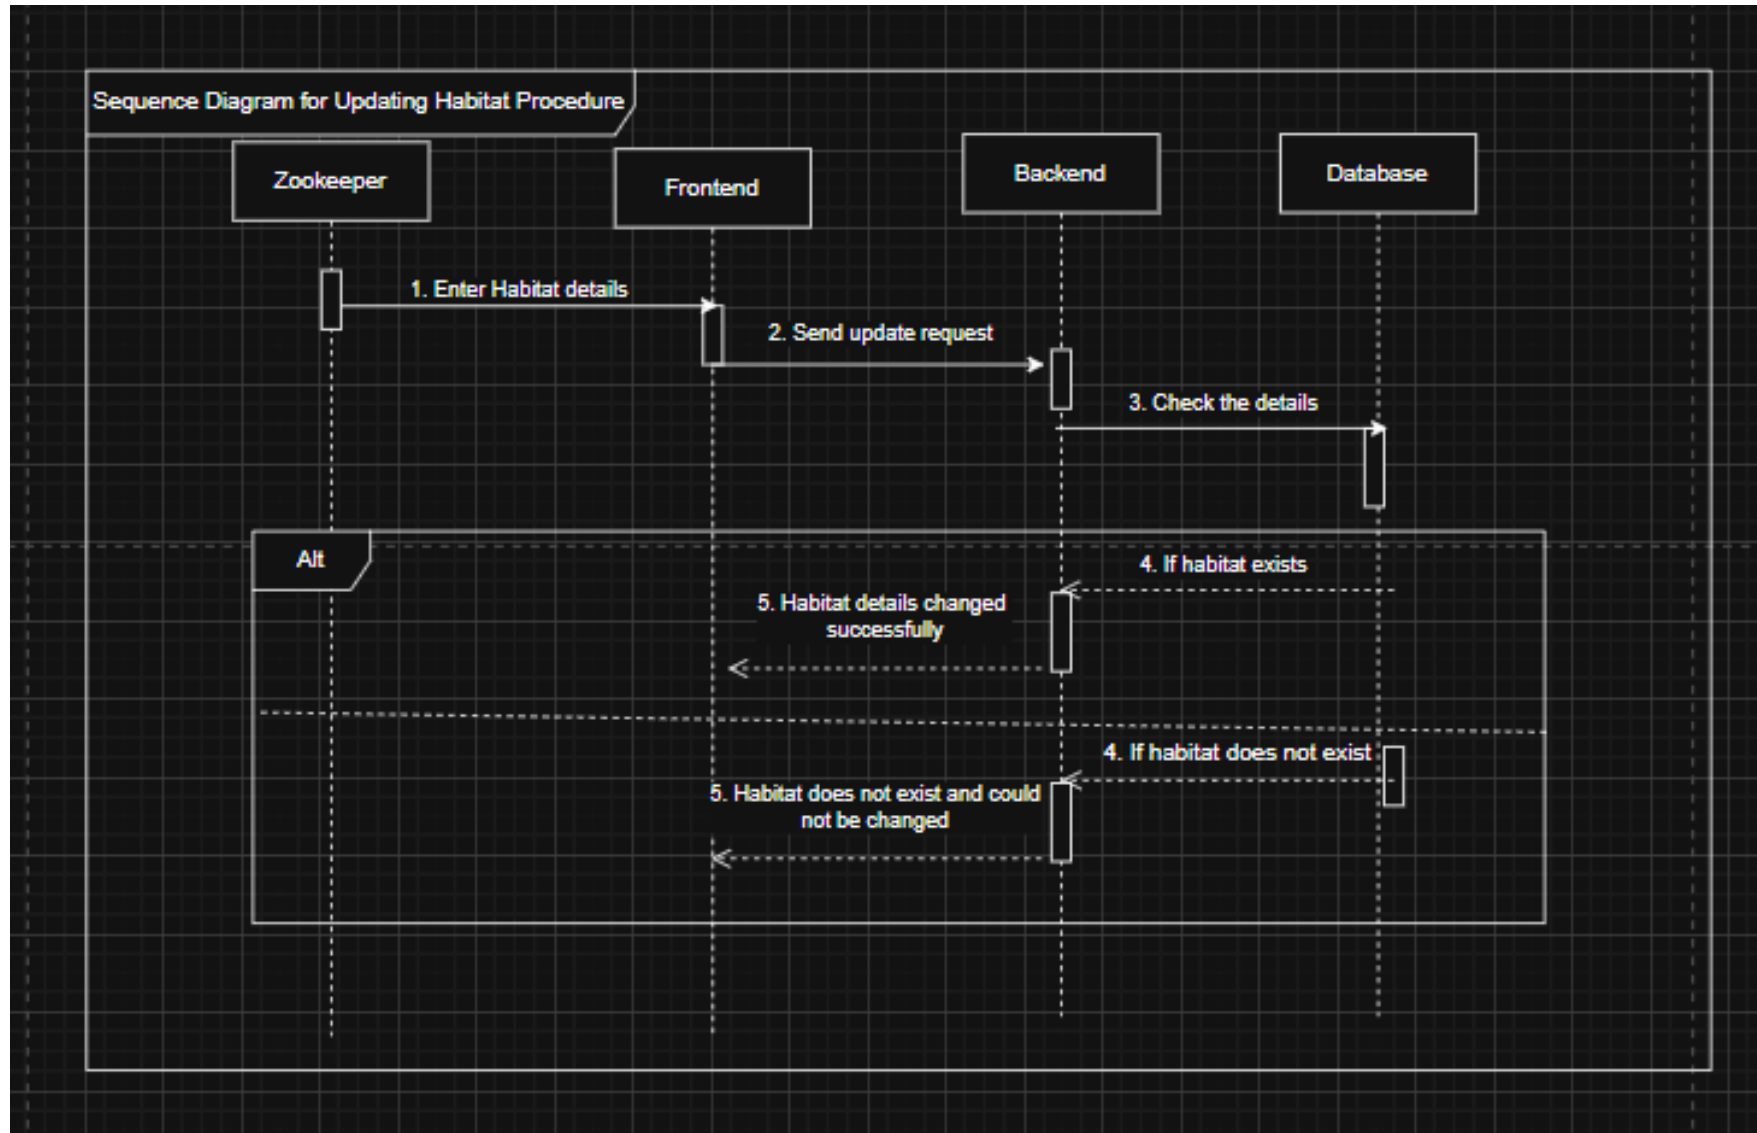 Sequence Diagram for Updating Habitat Procedure
Zookeeper
Frontend
Backend
Database
1. Enter Habitat details
2. Send update request
3. Check the details
Alt
4. If habitat exists
5. Habitat details changed
successfully
4. If habitat does not exist
5. Habitat does not exist and could
not be changed